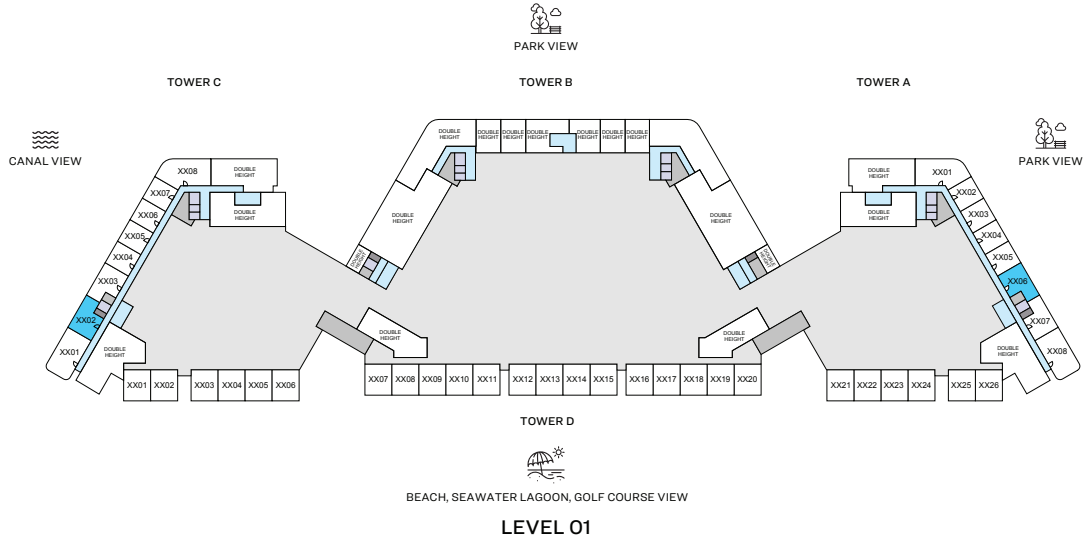 PARK VIEW
TOWER C
TOWER B
TOWER A
CANAL VIEW
PARK VIEW
DOUBLE
HEIGHT
DOUBLE
HEIGHT
DOUBLE
HEIGHT
DOUBLE
HEIGHT
DOUBLE
HEIGHT
DOUBLE
HEIGHT
DOUBLE
HEIGHT
XX08
DOUBLE
HEIGHT
XX07
XX06
XX05
XX04
XX03
XX02
XX01
DOUBLE
HEIGHT
DOUBLE
HEIGHT
DOUBLE
HEIGHT
DOUBLE
HEIGHT
DOUBLE
HEIGHT
DOUBLE
HEIGHT
DOUBLE
HEIGHT
DOUBLE
HEIGHT
XX01
XX02
XX03
XX04
XX05
XX06
XX07
XX08
DOUBLE
HEIGHT
DOUBLE
HEIGHT
DOUBLE
HEIGHT
DOUBLE
HEIGHT
XX01 XX02 XX03 XX04 XX05 XX06 XX07 XX08 XX09 XX10 XX11 XX12 XX13 XX14 XX15 XX16 XX17 XX18 XX19 XX20 XX21 XX22 XX23 XX24 XX25 XX26
TOWER D
BEACH, SEAWATER LAGOON, GOLF COURSE VIEW
LEVEL 01